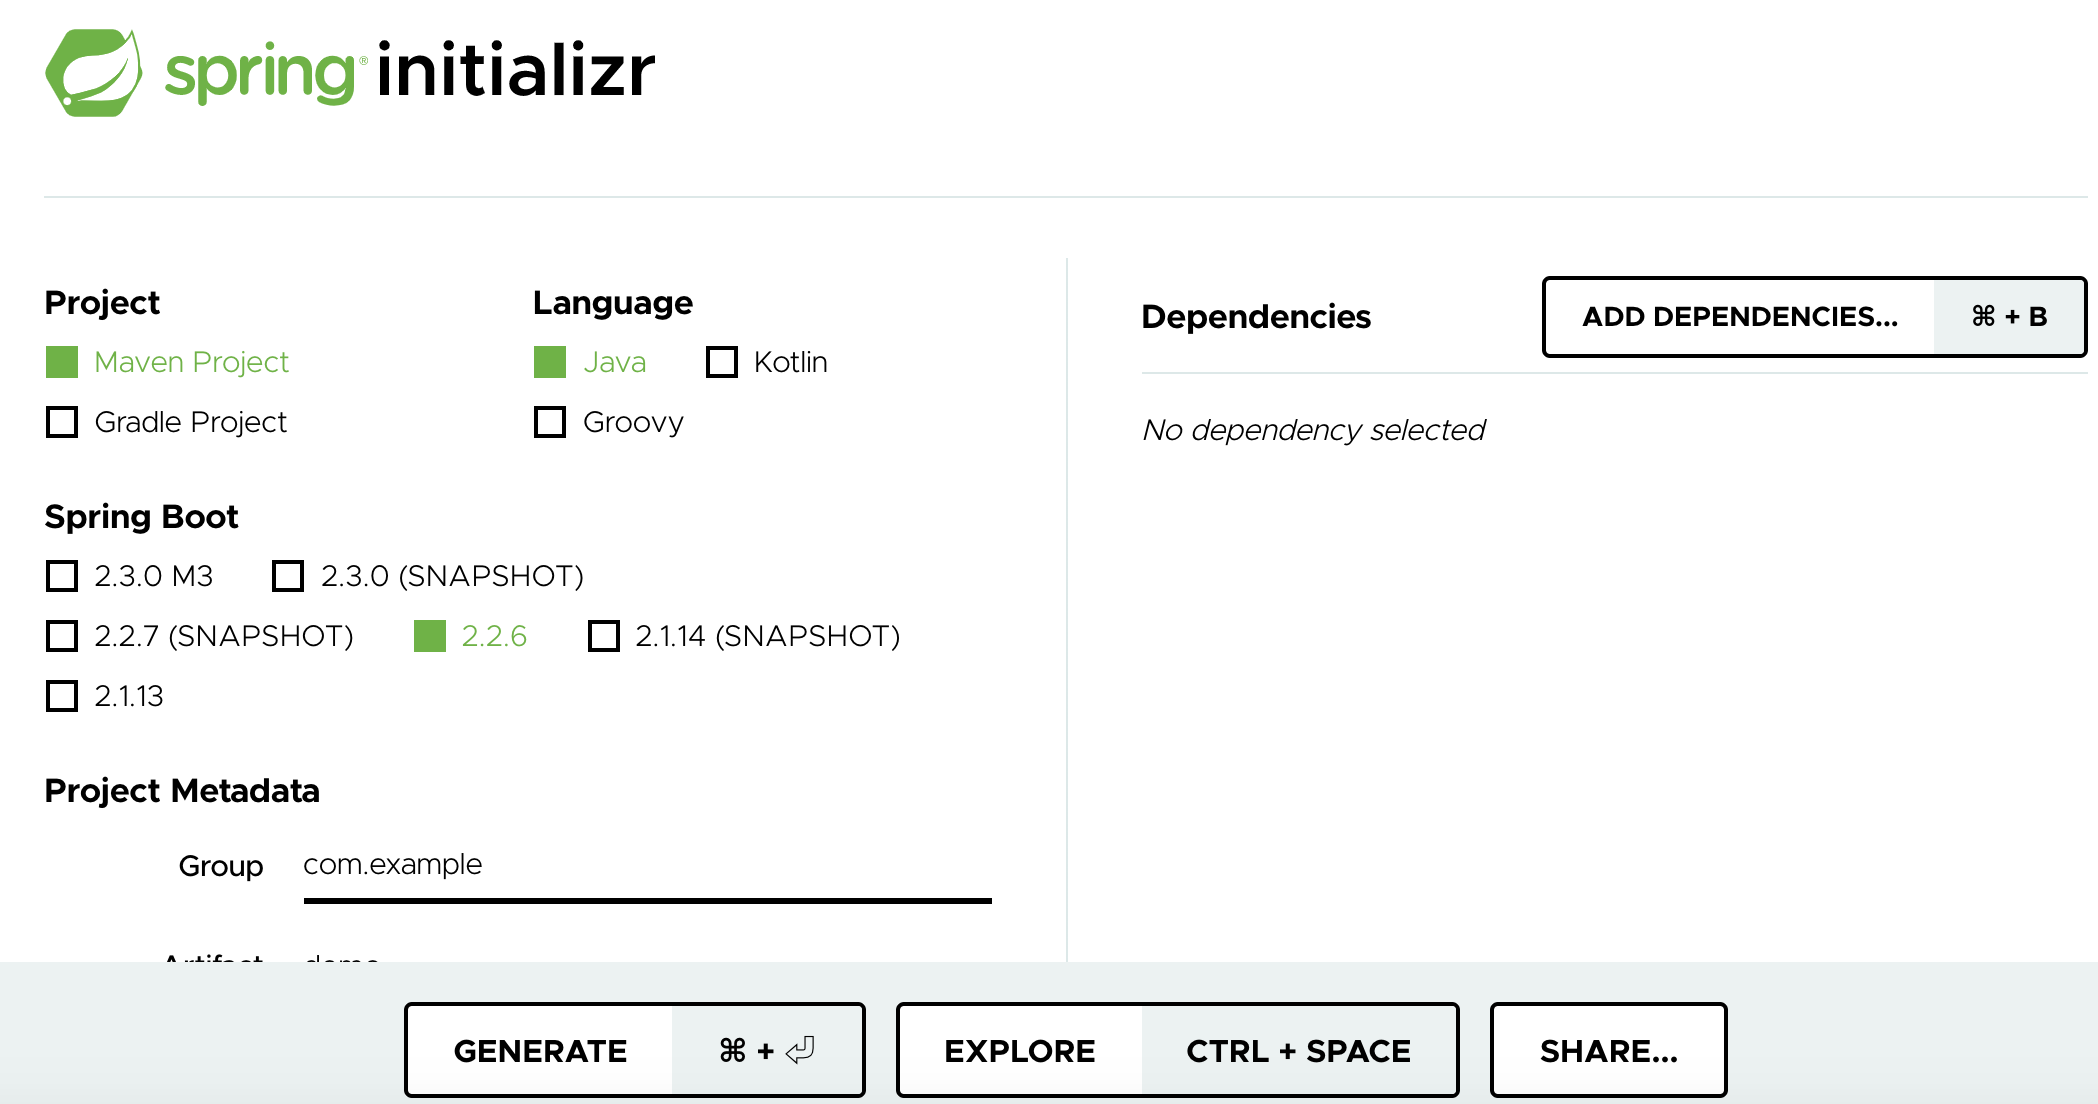 spring® initializr
Project
Maven Project
Gradle Project
Language
Java Kotlin
Groovy
Spring Boot
2.3.0 M3 2.3.0 (SNAPSHOT)
2.2.7 (SNAPSHOT) 2.2.6 2.1.14 (SNAPSHOT)
2.1.13
Project Metadata
Group com.example
Artifact demo
Dependencies
ADD DEPENDENCIES... ⌘ + B
No dependency selected
GENERATE ⌘ + ⏎
EXPLORE CTRL + SPACE
SHARE...